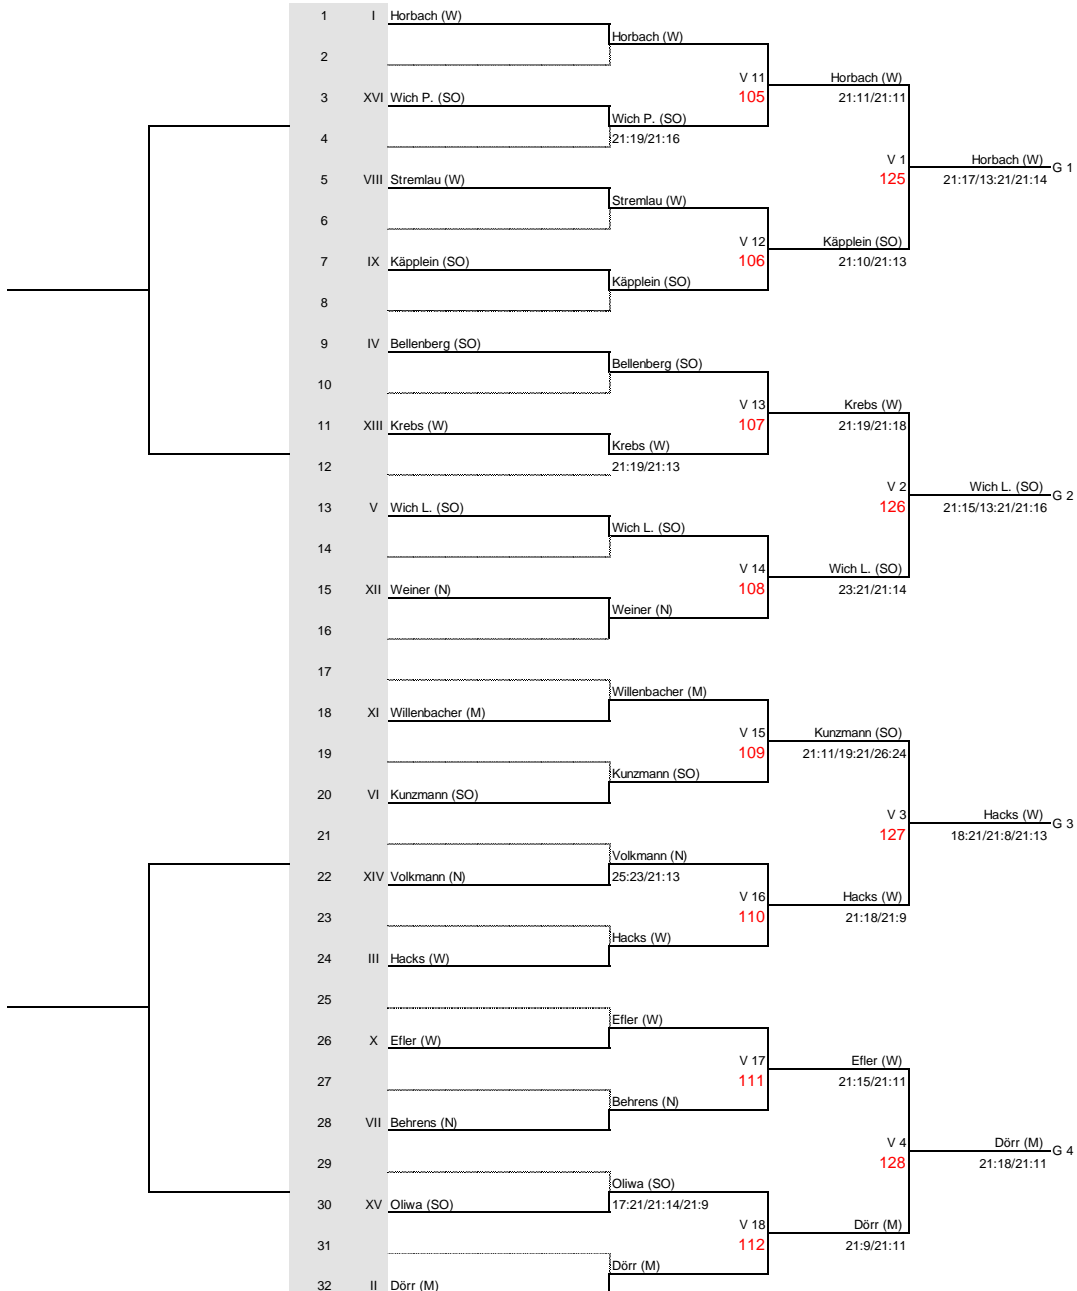 1 I Horbach (W)
Horbach (W)
2
V 11 Horbach (W)
3 XVI Wich P. (SO) 105 21:11/21:11
Wich P. (SO)
4 21:19/21:16
V 1 Horbach (W) G 1
5 VIII Stremlau (W) 125 21:17/13:21/21:14
Stremlau (W)
6
V 12 Käpplein (SO)
7 IX Käpplein (SO) 106 21:10/21:13
Käpplein (SO)
8
9 IV Bellenberg (SO)
Bellenberg (SO)
10
V 13 Krebs (W)
11 XIII Krebs (W) 107 21:19/21:18
Krebs (W)
12 21:19/21:13
V 2 Wich L. (SO) G 2
13 V Wich L. (SO) 126 21:15/13:21/21:16
Wich L. (SO)
14
V 14 Wich L. (SO)
15 XII Weiner (N) 108 23:21/21:14
Weiner (N)
16
17
Willenbacher (M)
18 XI Willenbacher (M)
V 15 Kunzmann (SO)
19 109 21:11/19:21/26:24
Kunzmann (SO)
20 VI Kunzmann (SO)
V 3 Hacks (W) G 3
21 127 18:21/21:8/21:13
Volkmann (N)
22 XIV Volkmann (N) 25:23/21:13
V 16 Hacks (W)
23 110 21:18/21:9
Hacks (W)
24 III Hacks (W)
25
Efler (W)
26 X Efler (W)
V 17 Efler (W)
27 111 21:15/21:11
Behrens (N)
28 VII Behrens (N)
V 4 Dörr (M) G 4
29 128 21:18/21:11
Oliwa (SO)
30 XV Oliwa (SO) 17:21/21:14/21:9
V 18 Dörr (M)
31 112 21:9/21:11
Dörr (M)
32 II Dörr (M)